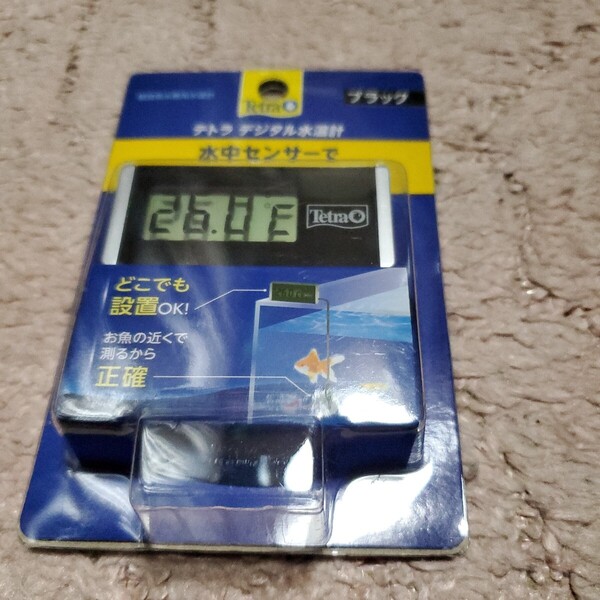 Tetra
ブラック
テトラ デジタル水温計
水中センサーで
26.0
Tetra
どこでも
設置OK!
お魚の近くで
測るから
正確